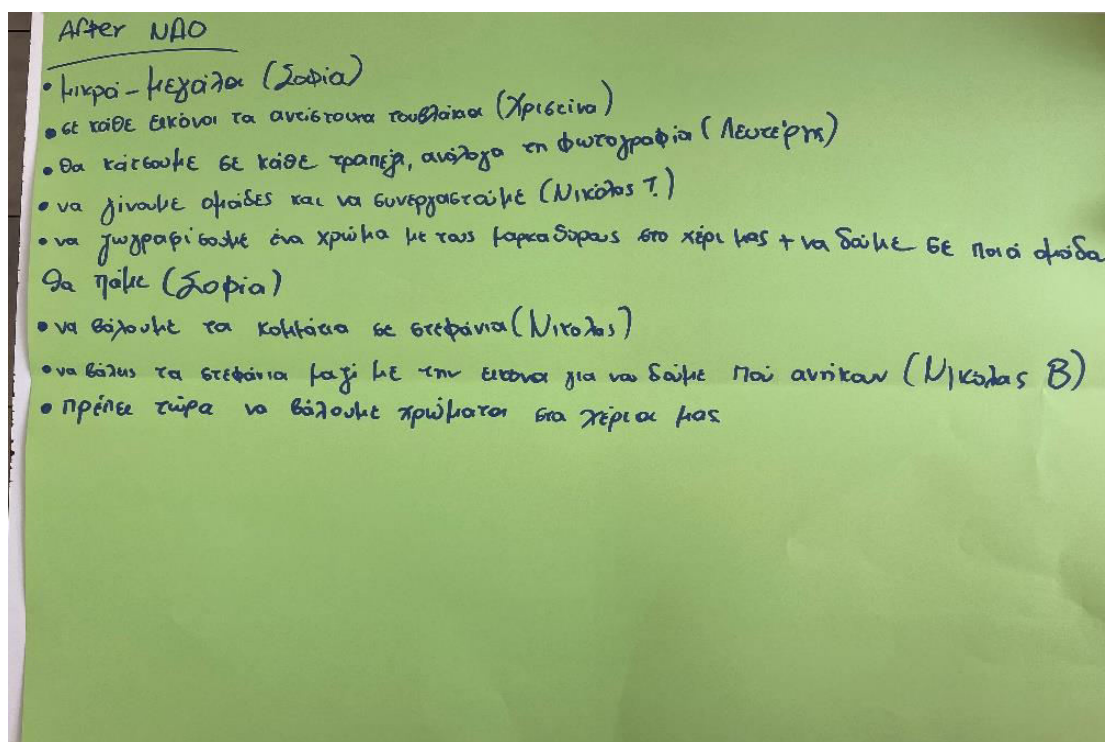 After NAO
• μικρά - μεγάλα (Σοφία)
• σε κάθε εικόνα τα αντίστοιχα τουβλάκια (Χριστίνα)
• θα κάτσουμε σε κάθε τραπέζι, ανάλογα τη φωτογραφία (Λευτέρης)
• να γίνουμε ομάδες και να συνεργαστούμε (Νικόλας Τ.)
• να ζωγραφίσουμε ένα χρώμα με τους μαρκαδόρους στο χέρι μας + να δούμε σε ποιά ομάδα
θα πάμε (Σοφία)
• να βάλουμε τα κομμάτια σε στεφάνια (Νικολας)
• να βάλεις τα στεφάνια μαζί με την εικόνα για να δούμε που ανήκουν (Νικόλας Β)
• πρέπει τώρα να βάλουμε χρώματα στα χέρια μας